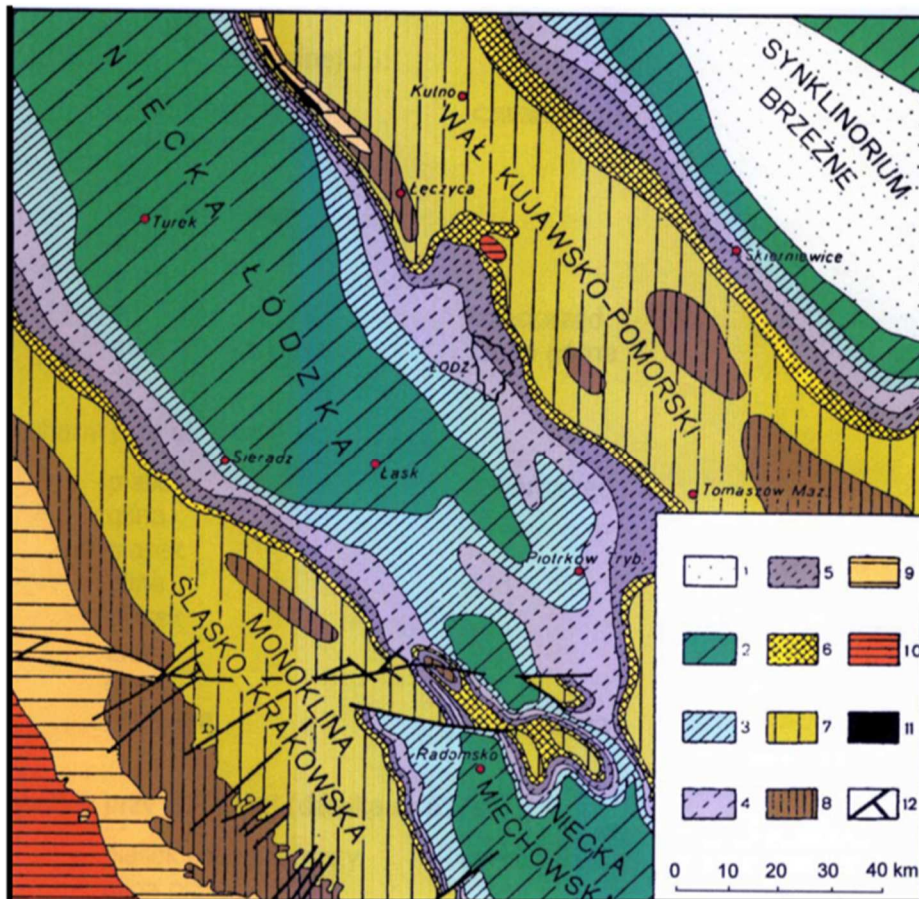 NIECKA ŁÓDZKA
SYNKLINORIUM
BRZEŻNE
WAŁ KUJAWSKO-POMORSKI
Kutno
Łęczyca
Turek
Skierniewice
ŁÓDŹ
Sieradz
Łask
Tomaszów Maz.
Piotrków Tryb.
MONOKLINA
ŚLĄSKO-KRAKOWSKA
Radomsko
NIECKA
MIECHOWSKA
1 5 9
2 6 10
3 7 11
4 8 12
0 10 20 30 40 km